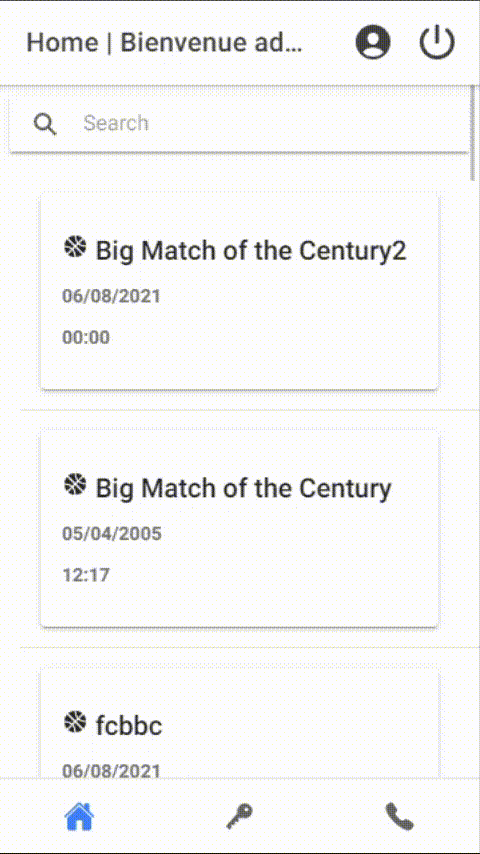 Home | Bienvenue ad...
Search
Big Match of the Century2
06/08/2021
00:00
Big Match of the Century
05/04/2005
12:17
fcbbc
06/08/2021